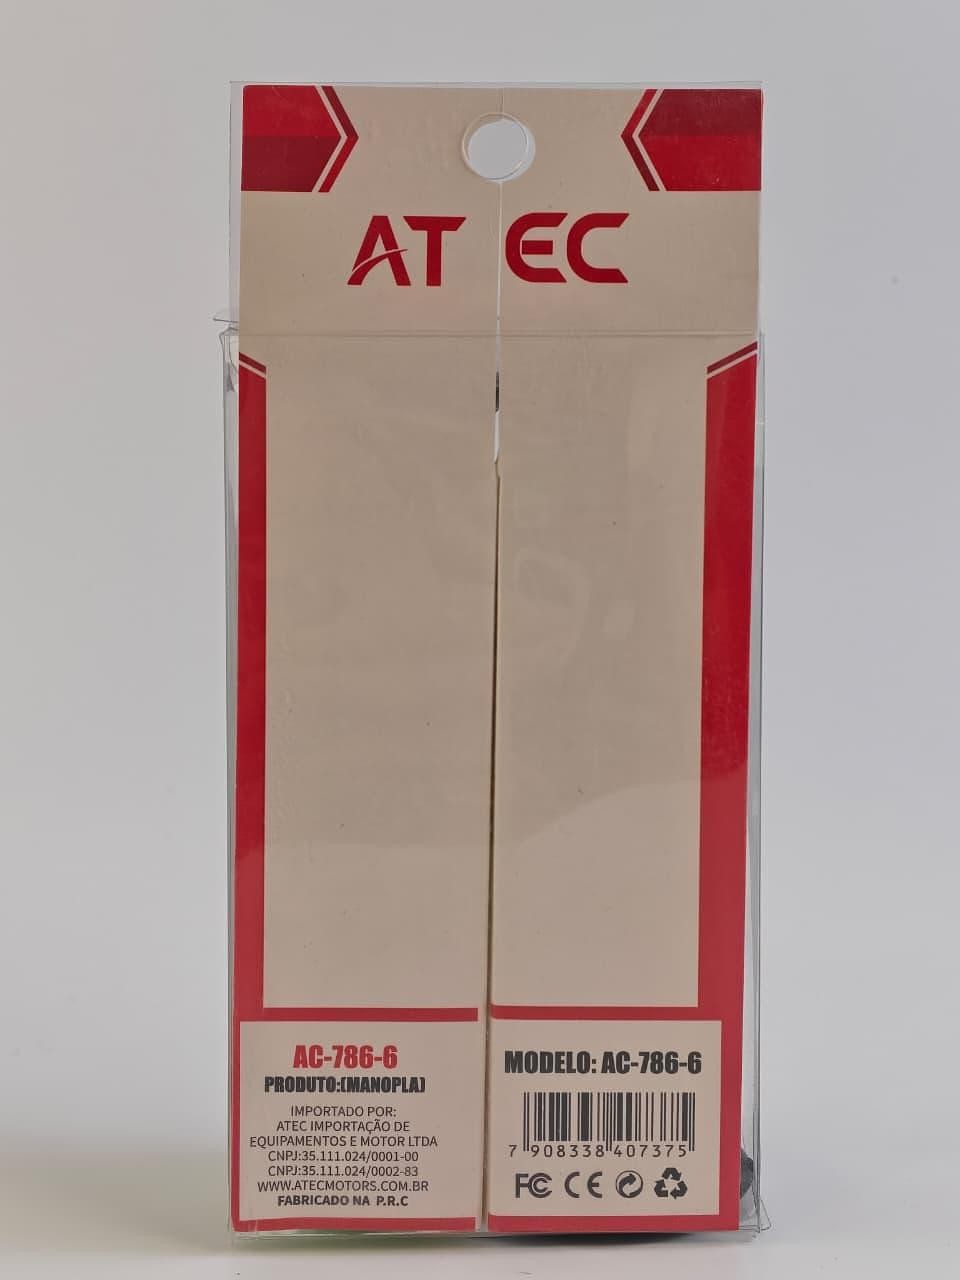 ATEC
AC-786-6
PRODUTO:(MANOPLA)
IMPORTADO POR:
ATEC IMPORTAÇÃO DE
EQUIPAMENTOS E MOTOR LTDA
CNPJ:35.111.024/0001-00
CNPJ:35.111.024/0002-83
WWW.ATECMOTORS.COM.BR
FABRICADO NA P.R.C
MODELO: AC-786-6
7 908338 407375
FC CE